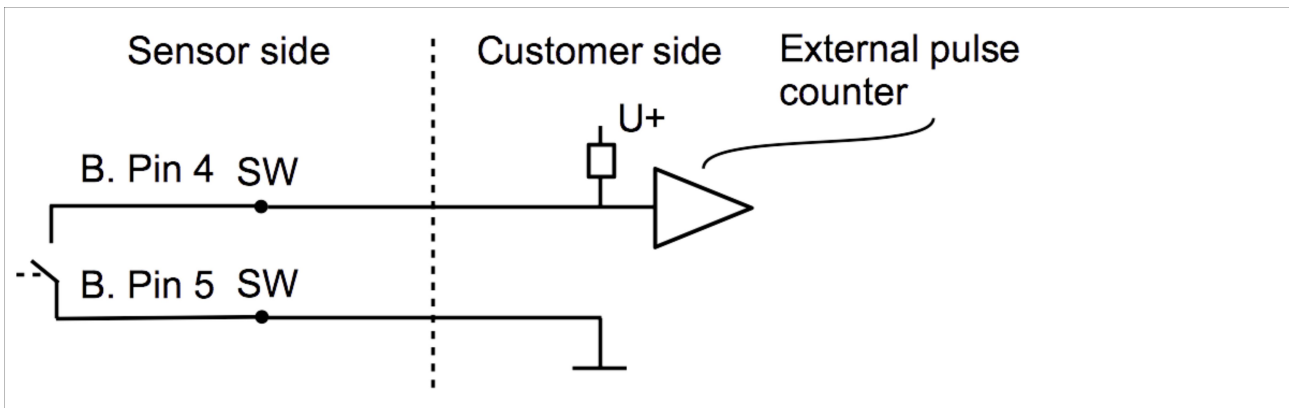 Sensor side
Customer side
External pulse
counter
U+
B. Pin 4 SW
B. Pin 5 SW